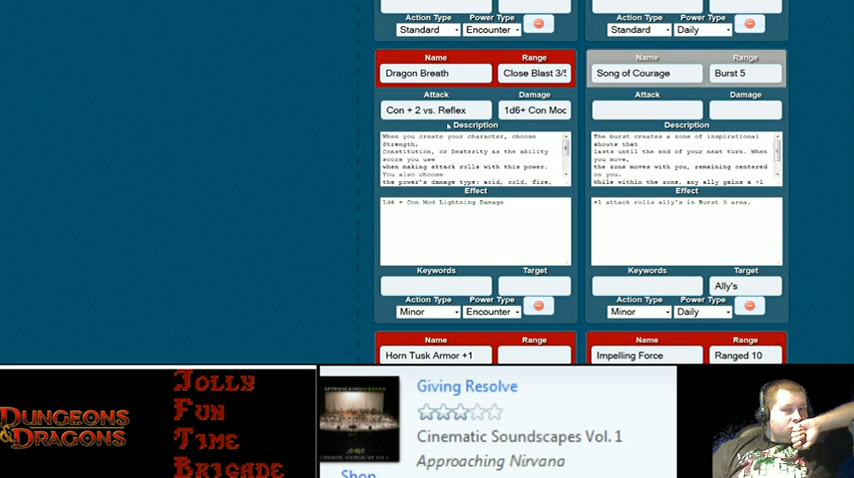 Action Type Power Type
Standard Encounter
Action Type Power Type
Standard Daily
Name Range
Dragon Breath Close Blast 3/5
Attack Damage
Con + 2 vs. Reflex 1d6+ Con Mod
Description
When you create your character, choose
Strength,
Constitution, or Dexterity as the ability
score you use
when making attack rolls with this power.
You also choose
the power's damage type: acid, cold, fire,
Effect
1d6 + Con Mod Lightning Damage
Keywords Target
Action Type Power Type
Minor Encounter
Name Range
Song of Courage Burst 5
Attack Damage
Description
The burst creates a zone of inspirational
shouts that
lasts until the end of your next turn. When
you move,
the zone moves with you, remaining centered
on you.
While within the zone, any ally gains a +1
Effect
+1 attack rolls ally's in Burst 5 area.
Keywords Target
Ally's
Action Type Power Type
Minor Daily
Name Range
Horn Tusk Armor +1
Name Range
Impelling Force Ranged 10
DUNGEONS
& DRAGONS
Jolly
Fun
Time
Brigade
Giving Resolve
Cinematic Soundscapes Vol. 1
Approaching Nirvana
Shop